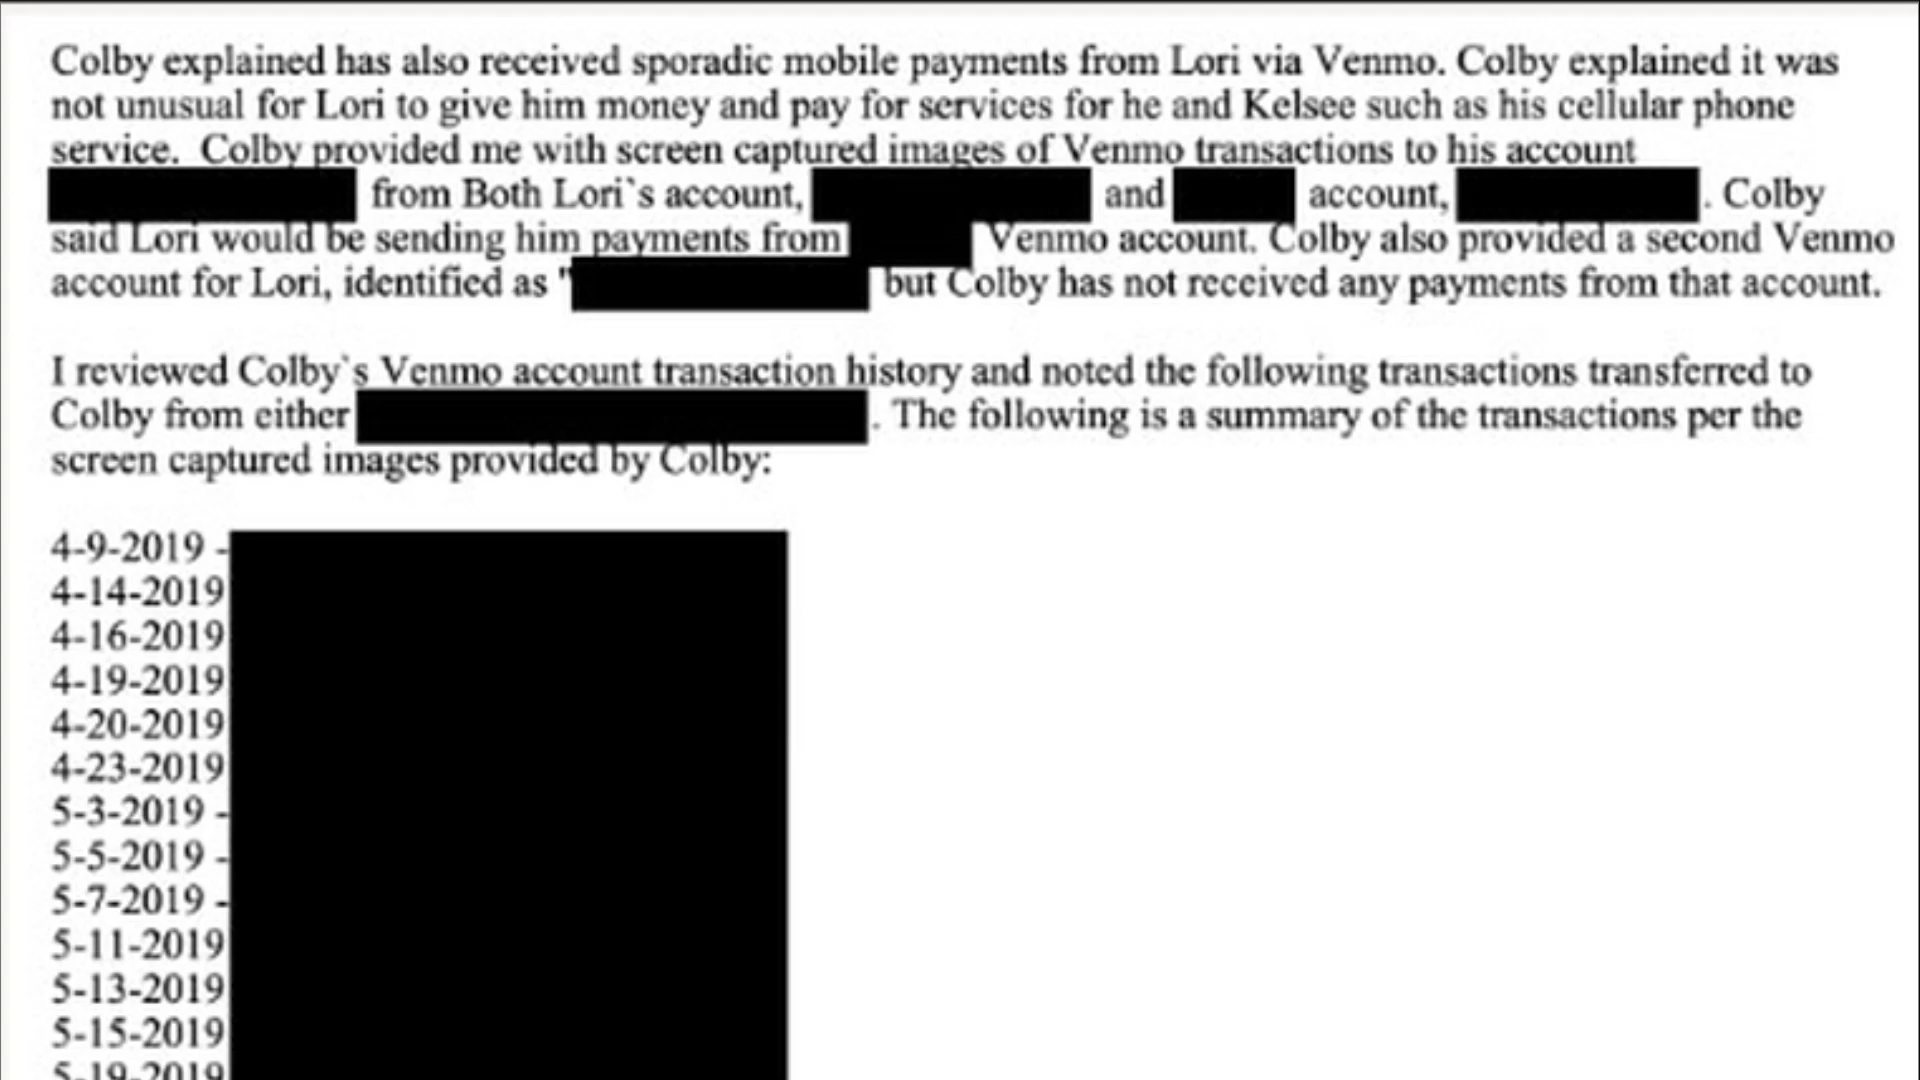 Colby explained has also received sporadic mobile payments from Lori via Venmo. Colby explained it was
not unusual for Lori to give him money and pay for services for he and Kelsee such as his cellular phone
service.  Colby provided me with screen captured images of Venmo transactions to his account
from Both Lori`s account, and account, . Colby
said Lori would be sending him payments from Venmo account. Colby also provided a second Venmo
account for Lori, identified as " but Colby has not received any payments from that account.
I reviewed Colby`s Venmo account transaction history and noted the following transactions transferred to
Colby from either . The following is a summary of the transactions per the
screen captured images provided by Colby:
4-9-2019 -
4-14-2019
4-16-2019
4-19-2019
4-20-2019
4-23-2019
5-3-2019 -
5-5-2019 -
5-7-2019 -
5-11-2019
5-13-2019
5-15-2019
5-19-2019